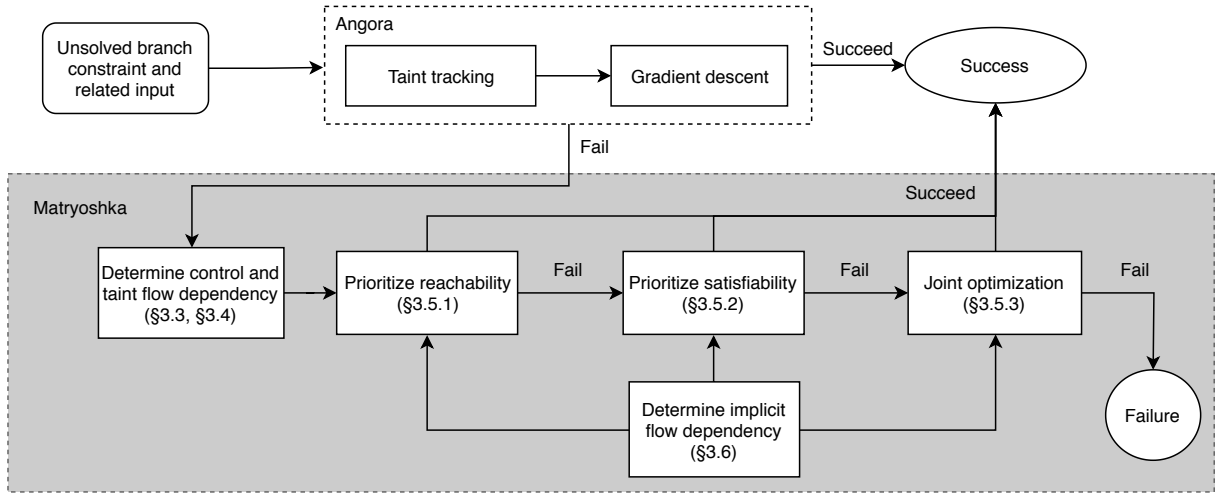 Angora
Unsolved branch
constraint and
related input
Taint tracking
Gradient descent
Succeed
Success
Fail
Matryoshka
Succeed
Determine control and
taint flow dependency
(§3.3, §3.4)
Prioritize reachability
(§3.5.1)
Fail
Prioritize satisfiability
(§3.5.2)
Fail
Joint optimization
(§3.5.3)
Fail
Determine implicit
flow dependency
(§3.6)
Failure